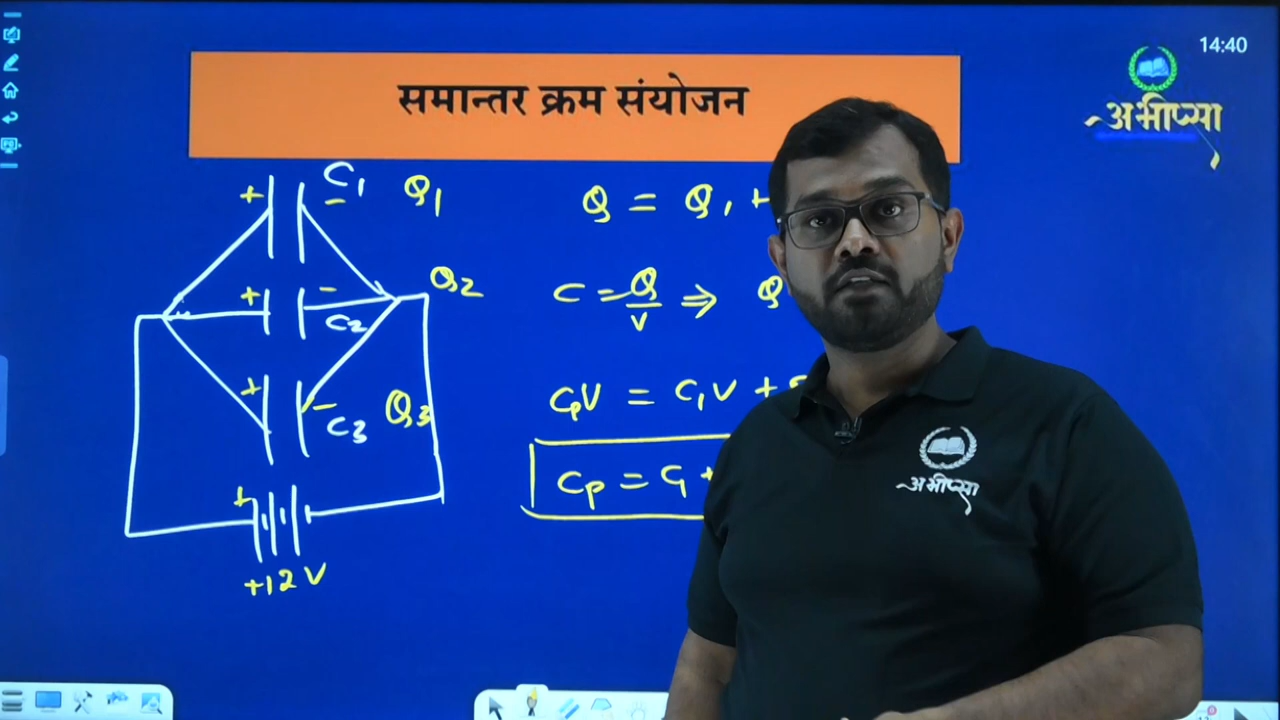 14:40
अभीप्सा
समान्तर क्रम संयोजन
+ C1 Q1
Q = Q1 +
+ - C2 Q2
C = Q/V ⇒ Q
+ - C3 Q3
CpV = C1V +
Cp = C1 +
+
+12V
अभीप्सा